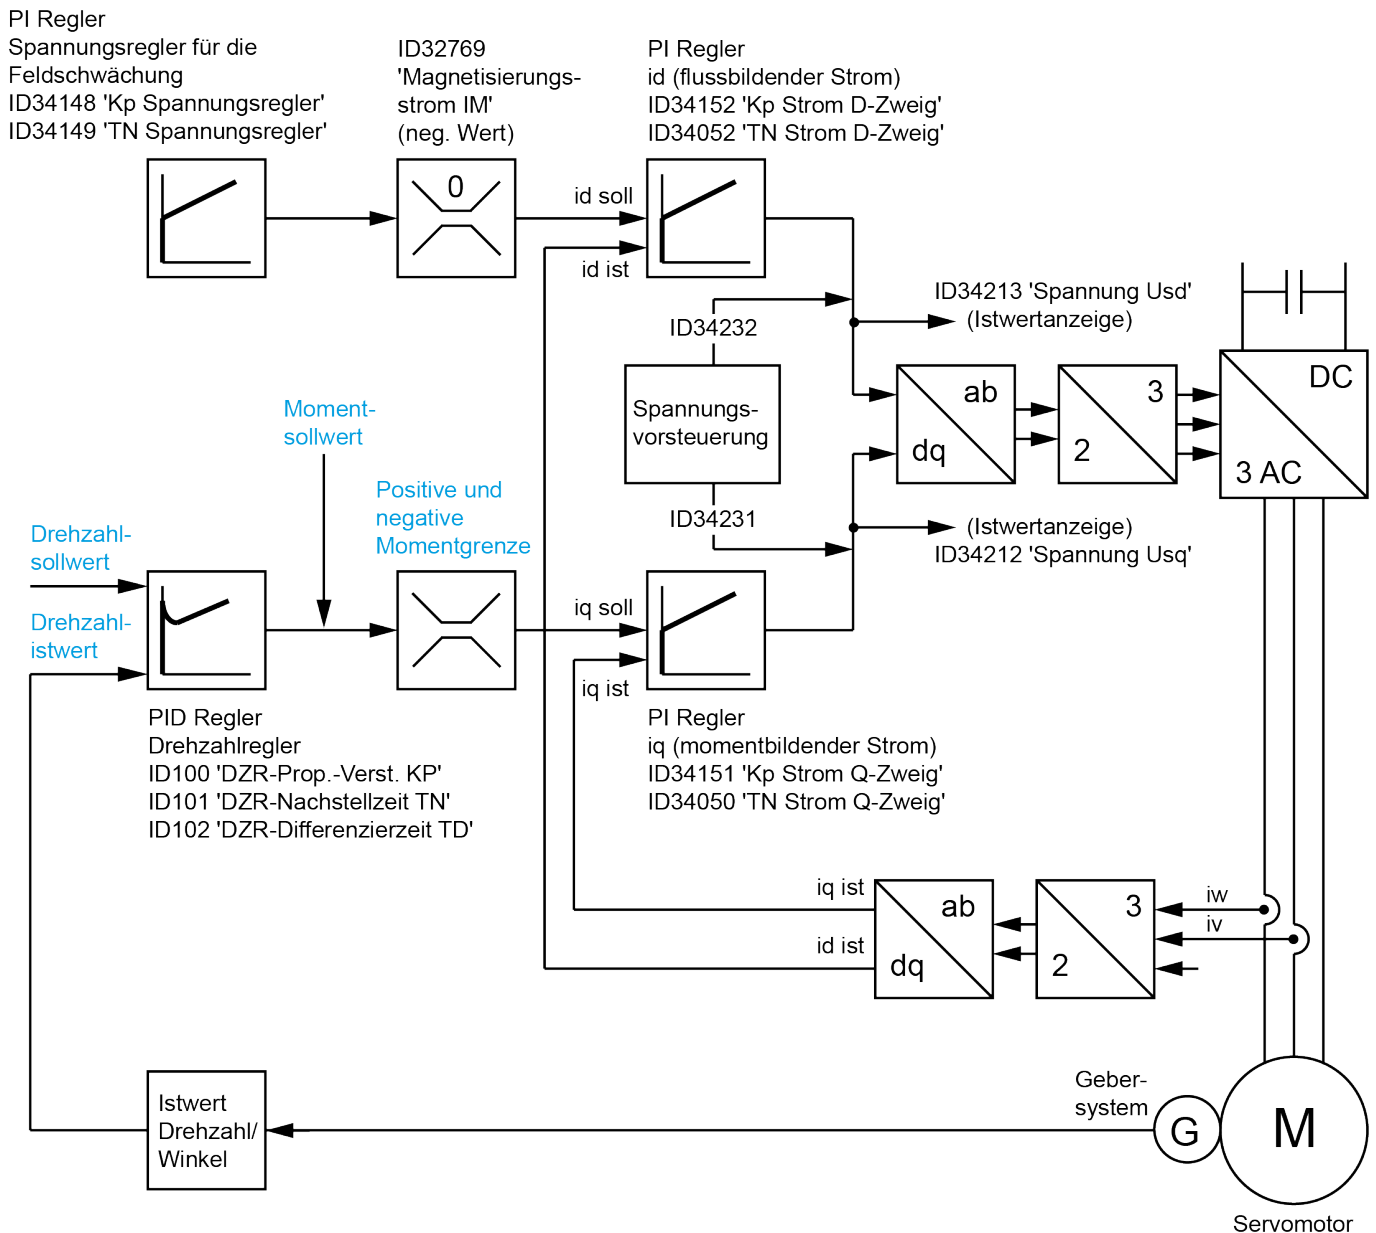 PI Regler
Spannungsregler für die
Feldschwächung
ID34148 'Kp Spannungsregler'
ID34149 'TN Spannungsregler'
ID32769
'Magnetisierungs-
strom IM'
(neg. Wert)
PI Regler
id (flussbildender Strom)
ID34152 'Kp Strom D-Zweig'
ID34052 'TN Strom D-Zweig'
0
id soll
id ist
ID34213 'Spannung Usd'
(Istwertanzeige)
ID34232
Spannungs-
vorsteuerung
ID34231
ab
dq
3
2
DC
3 AC
(Istwertanzeige)
ID34212 'Spannung Usq'
Moment-
sollwert
Positive und
negative
Momentgrenze
Drehzahl-
sollwert
Drehzahl-
istwert
iq soll
iq ist
PID Regler
Drehzahlregler
ID100 'DZR-Prop.-Verst. KP'
ID101 'DZR-Nachstellzeit TN'
ID102 'DZR-Differenzierzeit TD'
PI Regler
iq (momentbildender Strom)
ID34151 'Kp Strom Q-Zweig'
ID34050 'TN Strom Q-Zweig'
iq ist
id ist
ab
dq
3
2
iw
iv
Istwert
Drehzahl/
Winkel
Geber-
system
G
M
Servomotor